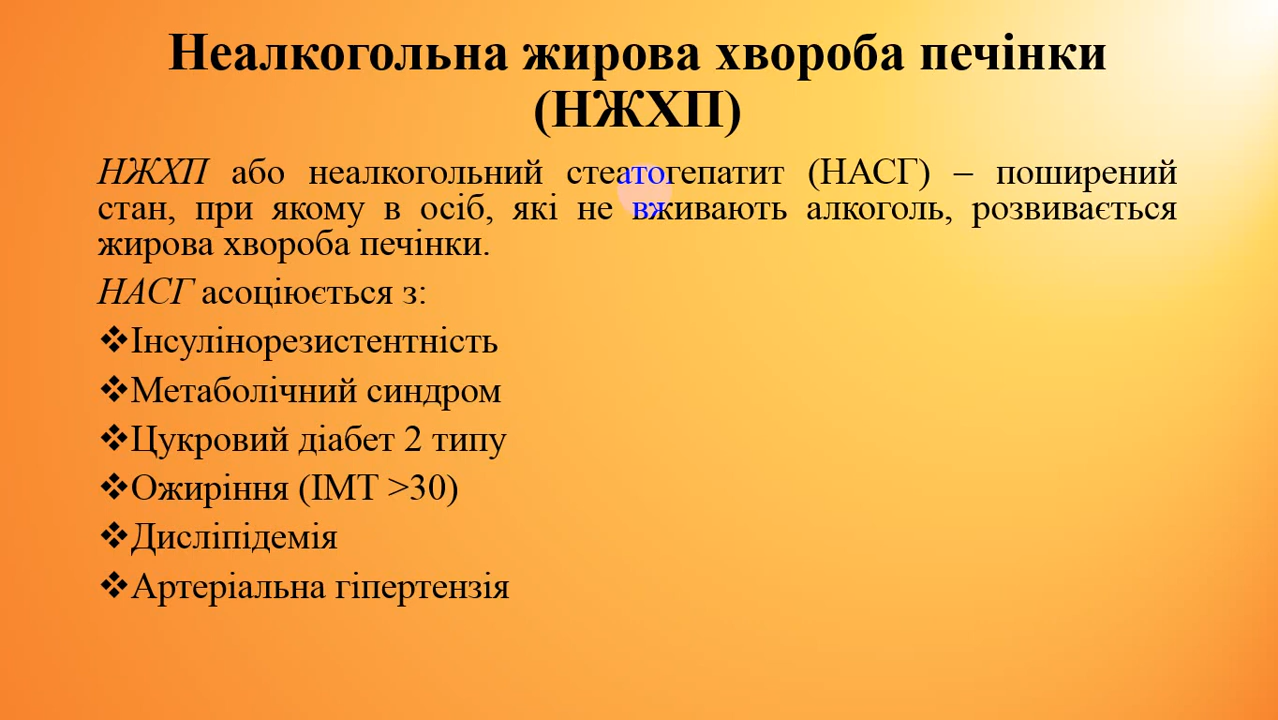 Неалкогольна жирова хвороба печінки
(НЖХП)
НЖХП або неалкогольний стеатогепатит (НАСГ) – поширений
стан, при якому в осіб, які не вживають алкоголь, розвивається
жирова хвороба печінки.
НАСГ асоціюється з:
❖Інсулінорезистентність
❖Метаболічний синдром
❖Цукровий діабет 2 типу
❖Ожиріння (ІМТ >30)
❖Дисліпідемія
❖Артеріальна гіпертензія